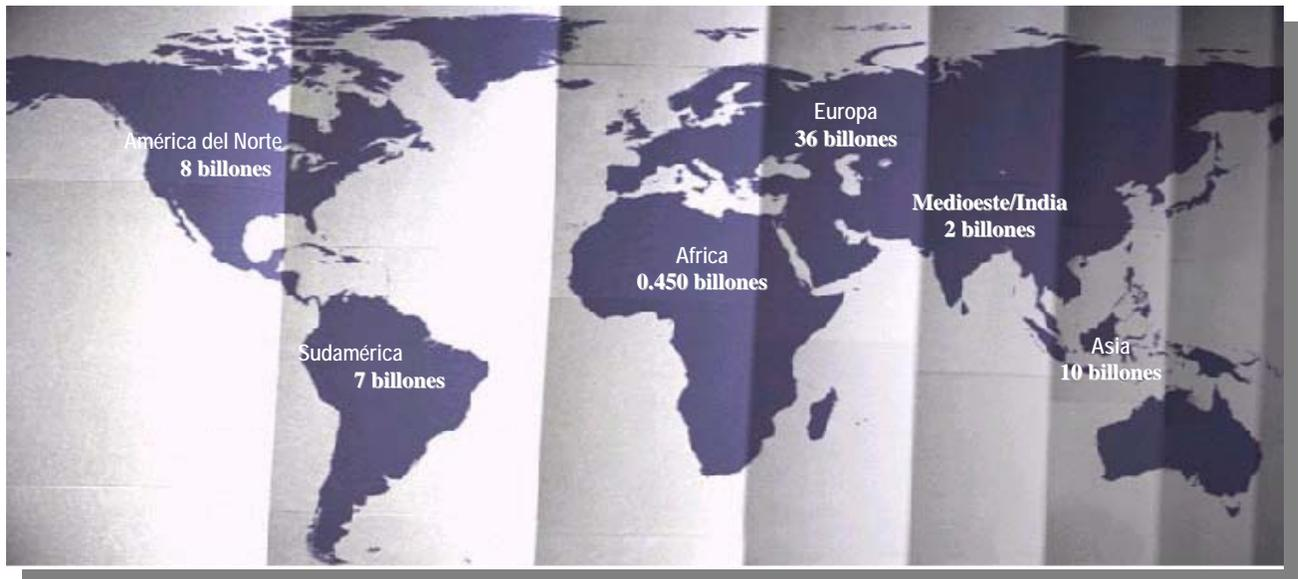 América del Norte
8 billones
Europa
36 billones
Medioeste/India
2 billones
Africa
0.450 billones
Sudamérica
7 billones
Asia
10 billones